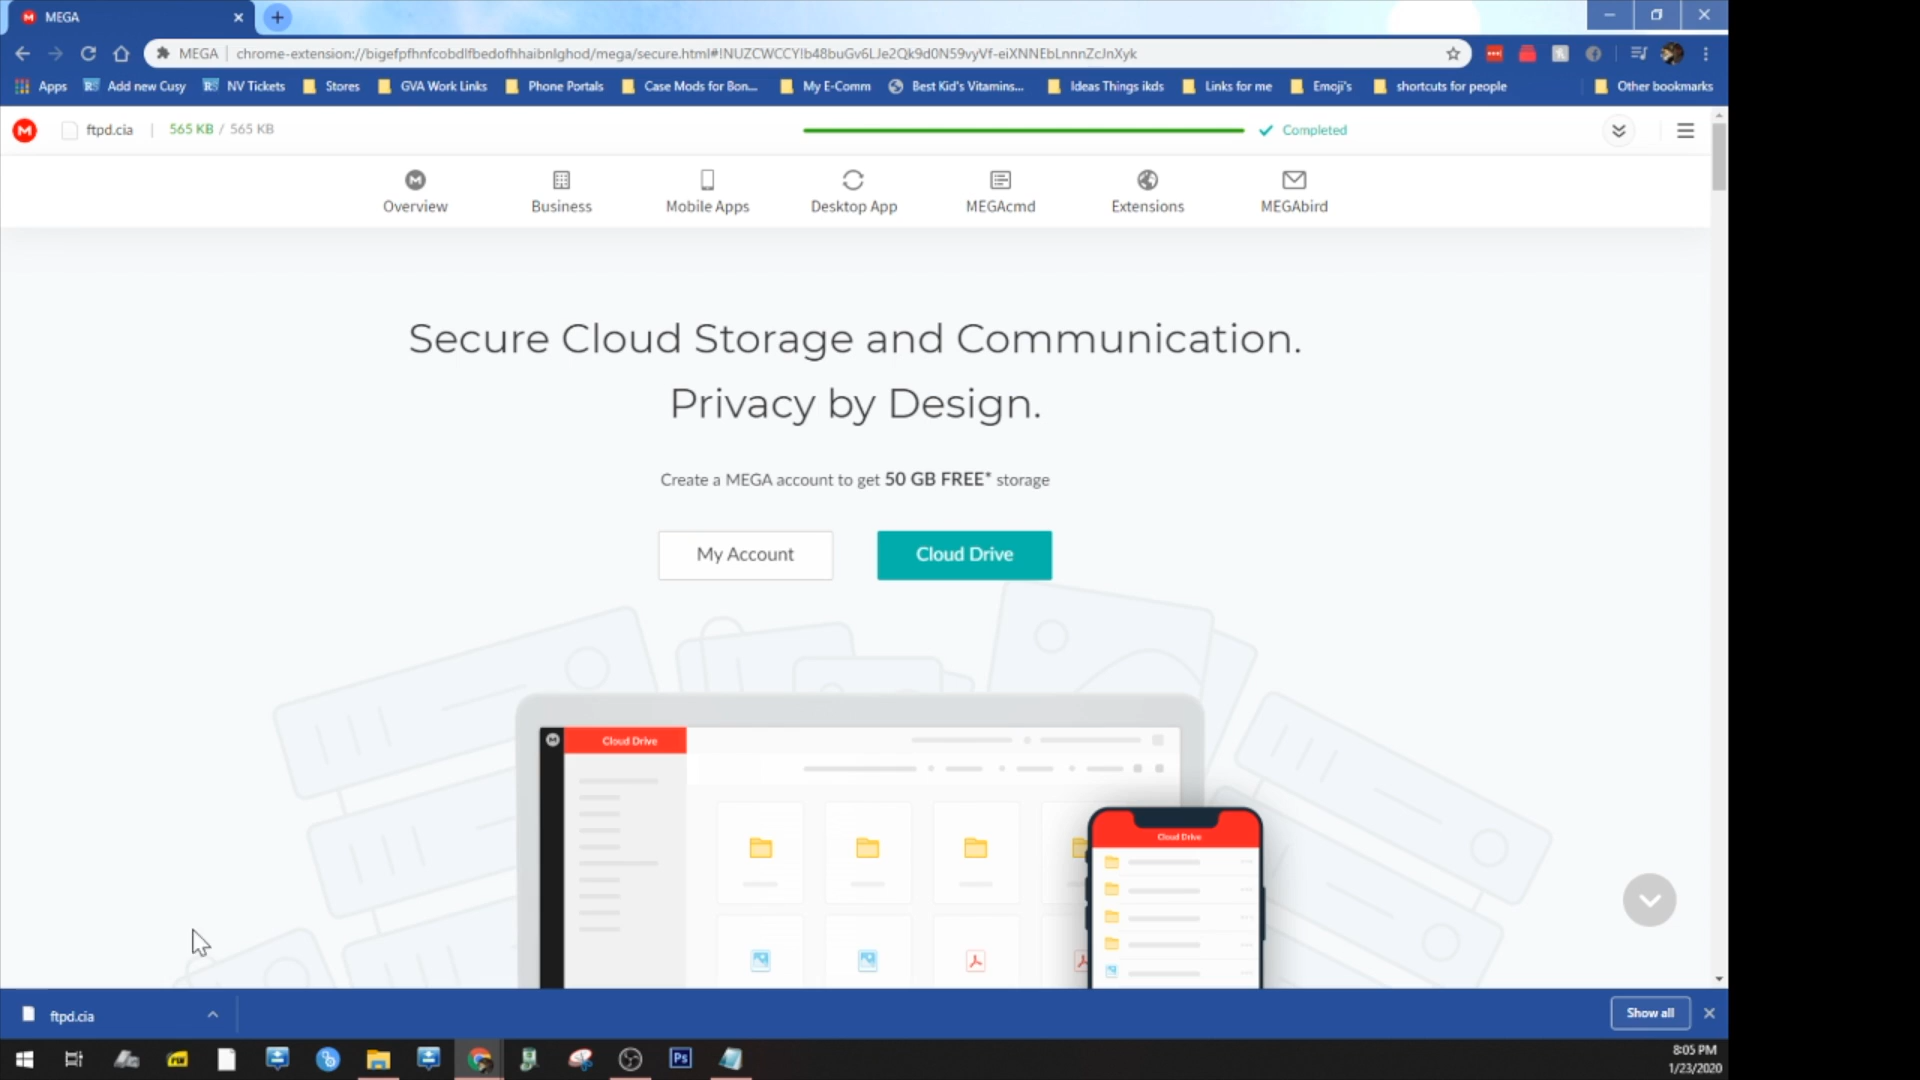 MEGA
MEGA | chrome-extension://bigefpfhnfcobdlfbedofhhaibnlghod/mega/secure.html#!NUZCWCCY!b48buGv6LJe2Qk9d0N59vyVf-eiXNNEbLnnnZcJnXyk
Apps Add new Cusy NV Tickets Stores GVA Work Links Phone Portals Case Mods for Bon... My E-Comm Best Kid's Vitamins... Ideas Things ikds Links for me Emoji's shortcuts for people Other bookmarks
ftpd.cia | 565 KB / 565 KB Completed
Overview Business Mobile Apps Desktop App MEGAcmd Extensions MEGAbird
Secure Cloud Storage and Communication.
Privacy by Design.
Create a MEGA account to get 50 GB FREE* storage
My Account Cloud Drive
Cloud Drive
Cloud Drive
ftpd.cia Show all
Ps
8:05 PM
1/23/2020